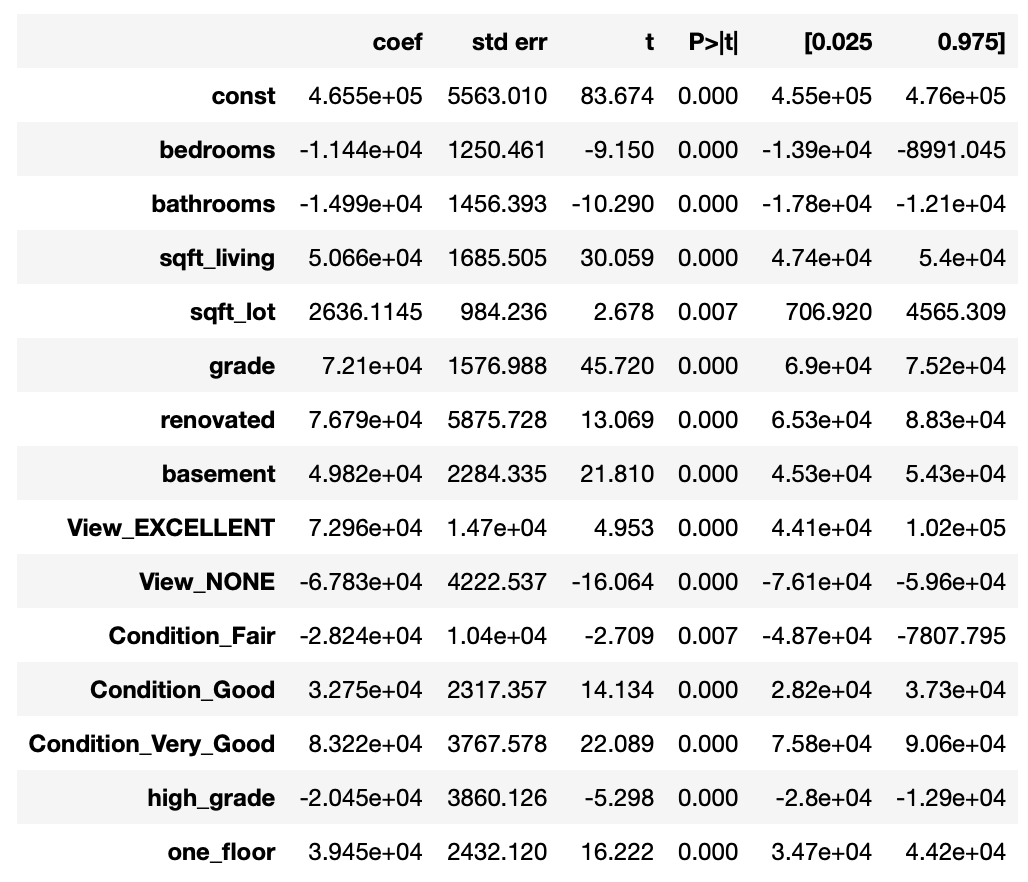 coef std err t P>|t| [0.025 0.975]
const 4.655e+05 5563.010 83.674 0.000 4.55e+05 4.76e+05
bedrooms -1.144e+04 1250.461 -9.150 0.000 -1.39e+04 -8991.045
bathrooms -1.499e+04 1456.393 -10.290 0.000 -1.78e+04 -1.21e+04
sqft_living 5.066e+04 1685.505 30.059 0.000 4.74e+04 5.4e+04
sqft_lot 2636.1145 984.236 2.678 0.007 706.920 4565.309
grade 7.21e+04 1576.988 45.720 0.000 6.9e+04 7.52e+04
renovated 7.679e+04 5875.728 13.069 0.000 6.53e+04 8.83e+04
basement 4.982e+04 2284.335 21.810 0.000 4.53e+04 5.43e+04
View_EXCELLENT 7.296e+04 1.47e+04 4.953 0.000 4.41e+04 1.02e+05
View_NONE -6.783e+04 4222.537 -16.064 0.000 -7.61e+04 -5.96e+04
Condition_Fair -2.824e+04 1.04e+04 -2.709 0.007 -4.87e+04 -7807.795
Condition_Good 3.275e+04 2317.357 14.134 0.000 2.82e+04 3.73e+04
Condition_Very_Good 8.322e+04 3767.578 22.089 0.000 7.58e+04 9.06e+04
high_grade -2.045e+04 3860.126 -5.298 0.000 -2.8e+04 -1.29e+04
one_floor 3.945e+04 2432.120 16.222 0.000 3.47e+04 4.42e+04